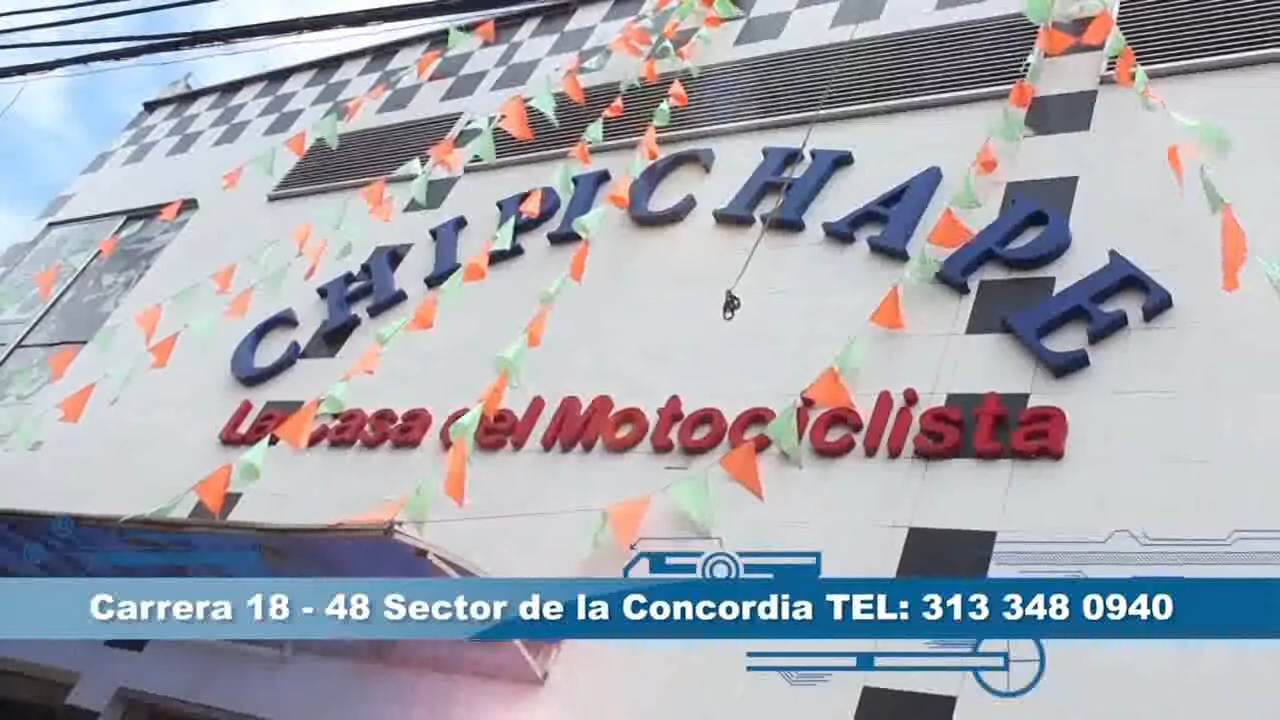 CHIPICHAPE
La Casa del Motociclista
Carrera 18 - 48 Sector de la Concordia TEL: 313 348 0940